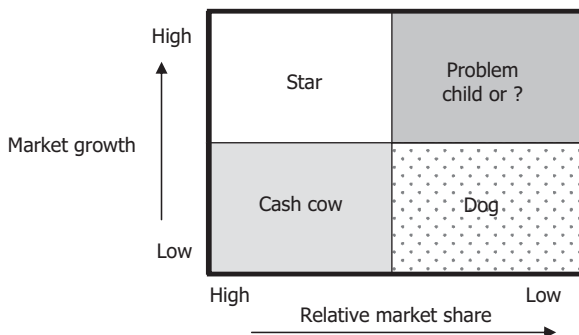 High
Star
Problem
child or ?
Market growth
Cash cow
Dog
Low
High
Low
Relative market share